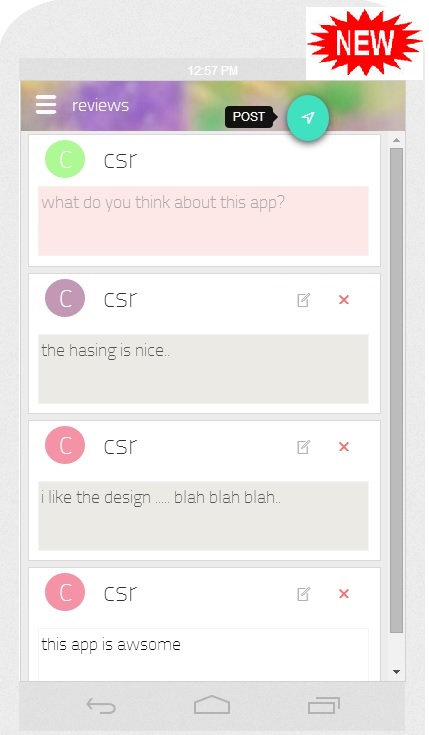 NEW
12:57 PM
reviews
POST
C csr
what do you think about this app?
C csr
the hasing is nice..
C csr
i like the design ..... blah blah blah..
C csr
this app is awsome